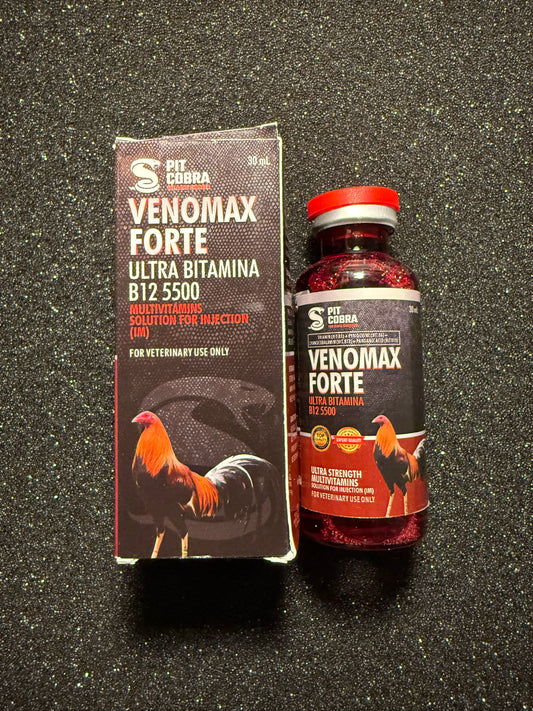 PIT
COBRA
30 mL
VENOMAX
FORTE
ULTRA BITAMINA
B12 5500
MULTIVITAMINS
SOLUTION FOR INJECTION
(IM)
FOR VETERINARY USE ONLY
PIT
COBRA
30 ml
VENOMAX
FORTE
ULTRA BITAMINA
B12 5500
EXPORT QUALITY
ULTRA STRENGTH
MULTIVITAMINS
SOLUTION FOR INJECTION (IM)
FOR VETERINARY USE ONLY